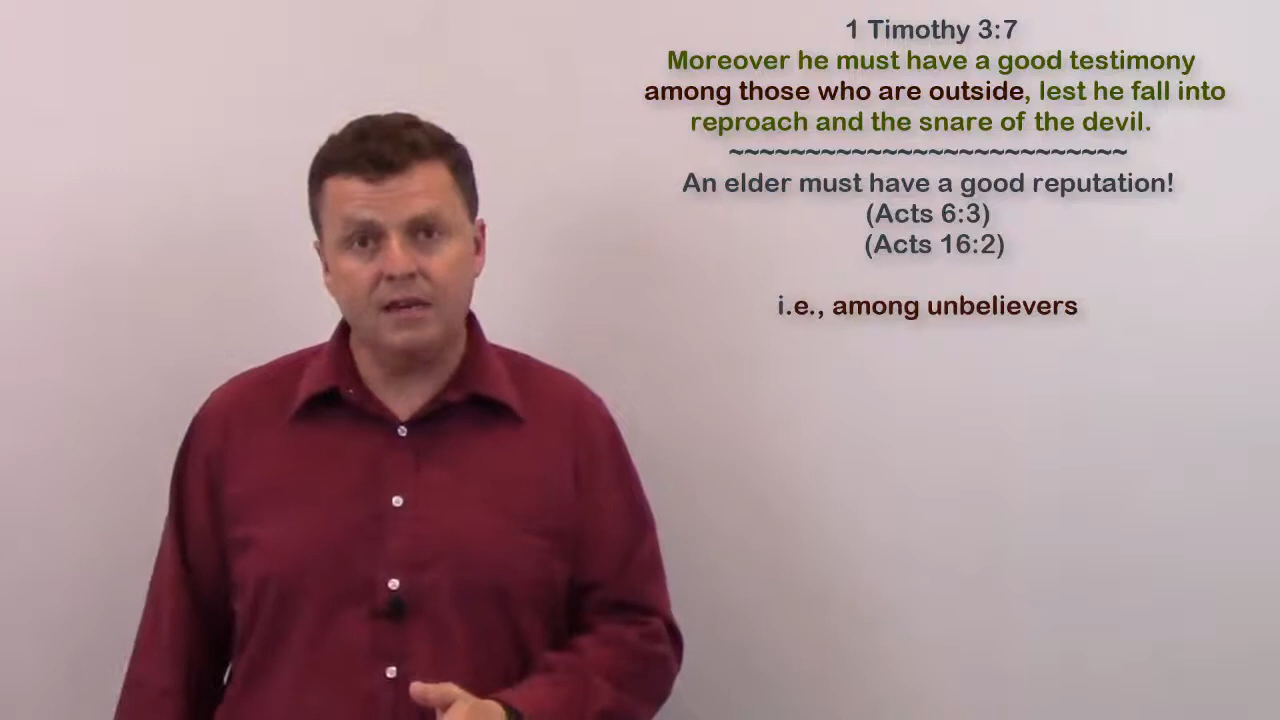 1 Timothy 3:7
Moreover he must have a good testimony
among those who are outside, lest he fall into
reproach and the snare of the devil.
~~~~~~~~~~~~~~~~~~~~~~~~~~
An elder must have a good reputation!
(Acts 6:3)
(Acts 16:2)
i.e., among unbelievers